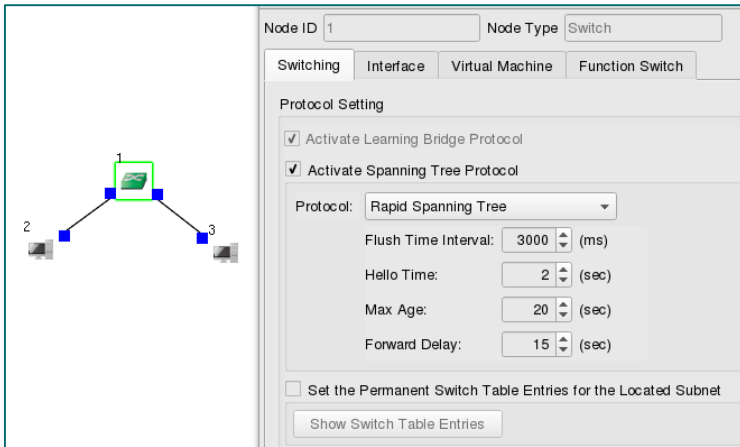 Node ID 1 Node Type Switch
Switching Interface Virtual Machine Function Switch
Protocol Setting
Activate Learning Bridge Protocol
Activate Spanning Tree Protocol
Protocol: Rapid Spanning Tree
Flush Time Interval: 3000 (ms)
Hello Time: 2 (sec)
Max Age: 20 (sec)
Forward Delay: 15 (sec)
Set the Permanent Switch Table Entries for the Located Subnet
Show Switch Table Entries
1
2
3